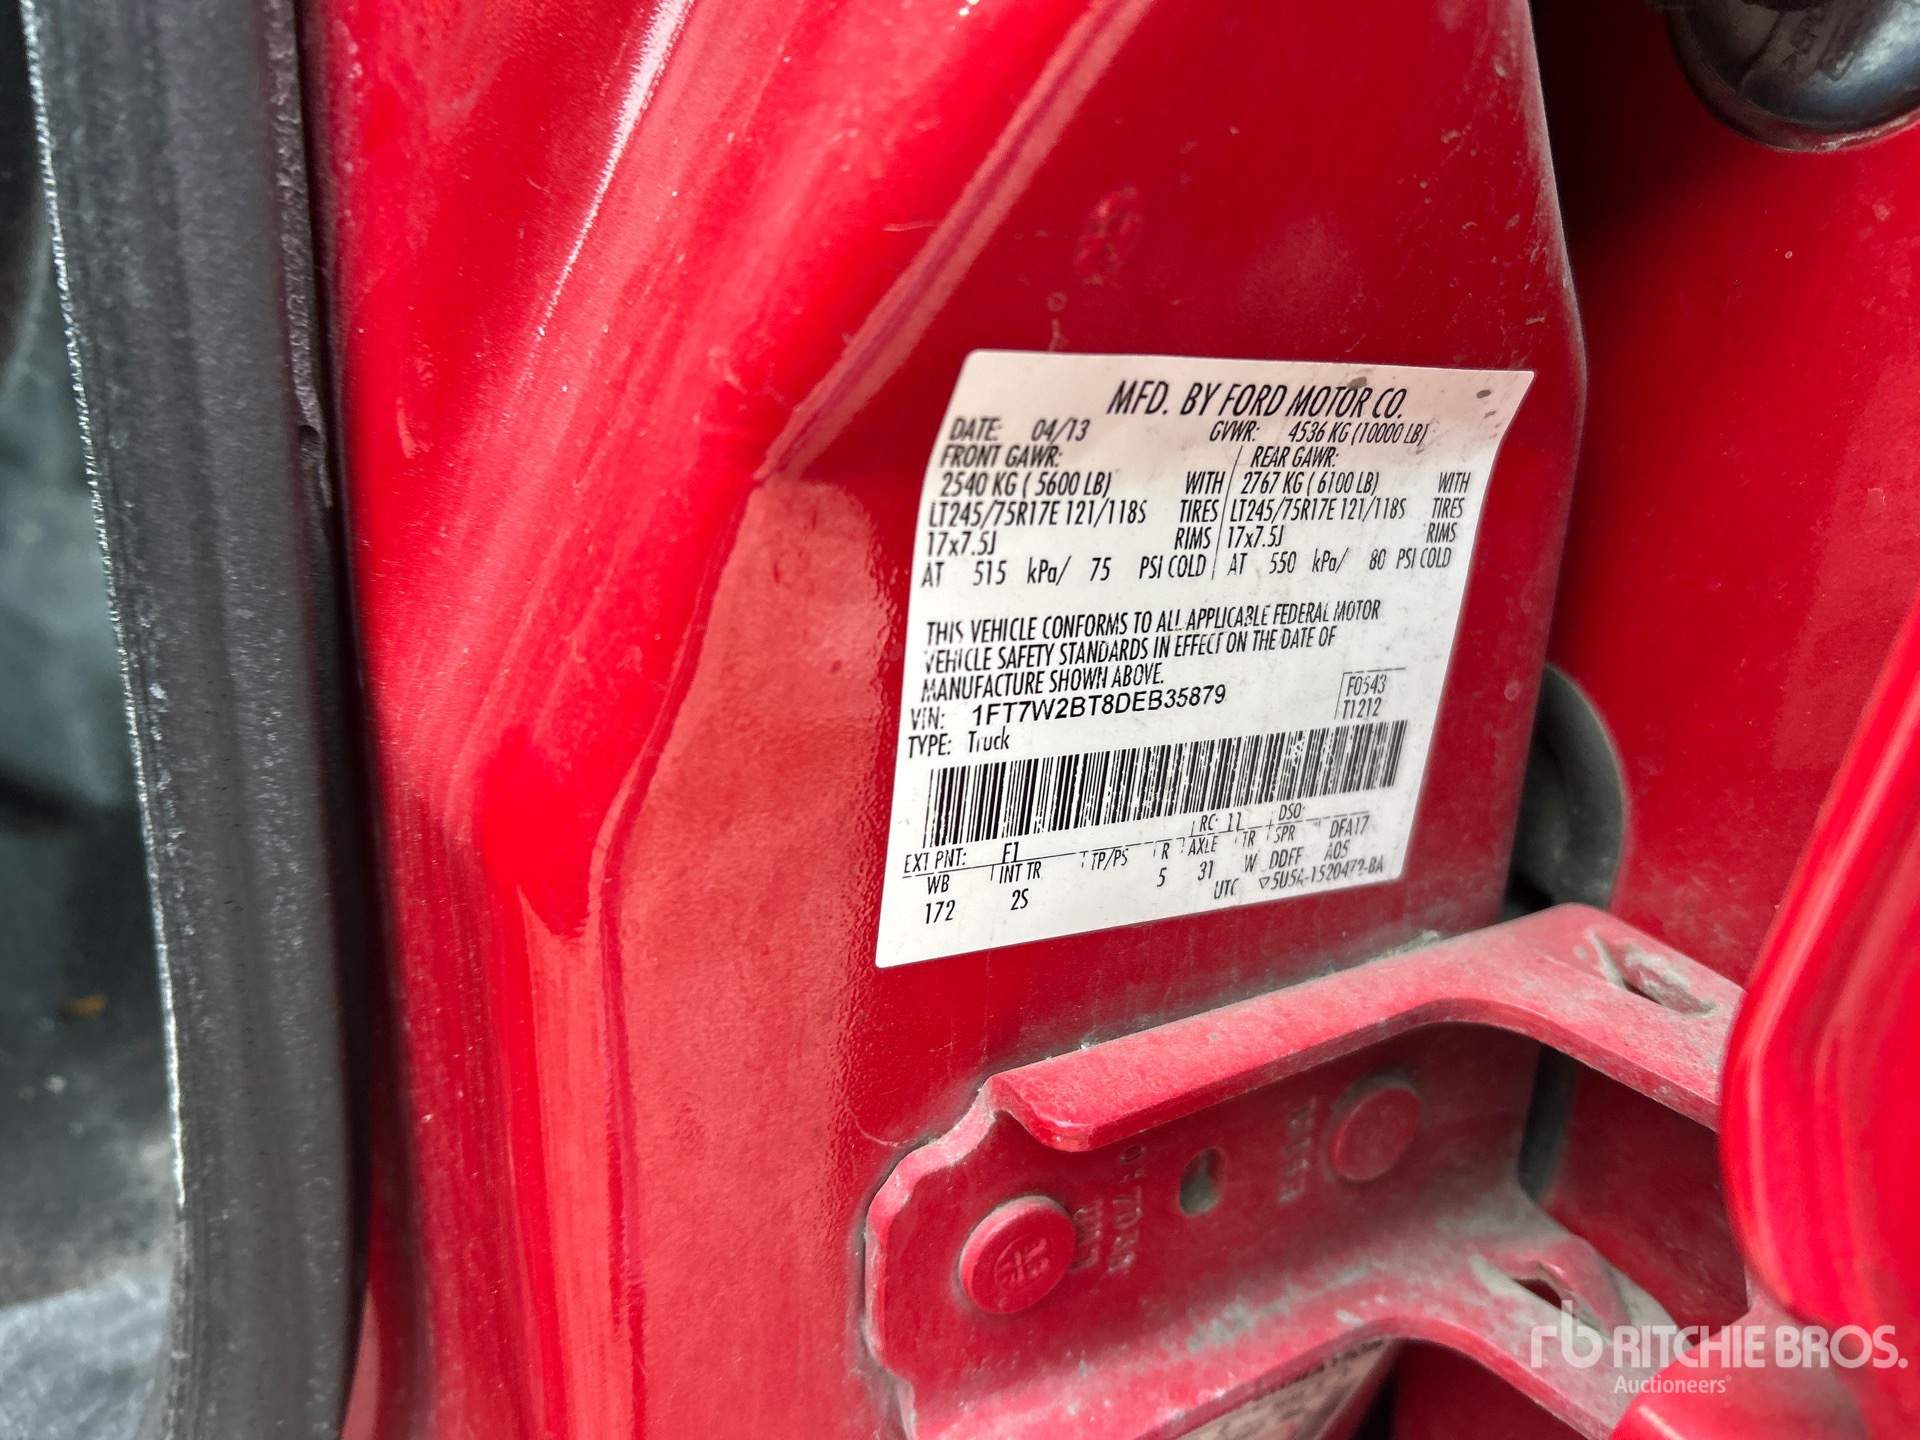 MFD. BY FORD MOTOR CO.
DATE: 04/13 GVWR: 4536 KG (10000 LB)
FRONT GAWR: REAR GAWR:
2540 KG ( 5600 LB) WITH 2767 KG ( 6100 LB) WITH
LT245/75R17E 121/118S TIRES LT245/75R17E 121/118S TIRES
17x7.5J RIMS 17x7.5J RIMS
AT 515 kPa/ 75 PSI COLD AT 550 kPa/ 80 PSI COLD
THIS VEHICLE CONFORMS TO ALL APPLICABLE FEDERAL MOTOR
VEHICLE SAFETY STANDARDS IN EFFECT ON THE DATE OF
MANUFACTURE SHOWN ABOVE.
VIN: 1FT7W2BT8DEB35879 F0543
TYPE: Truck T1212
EXT PNT: F1 RC: 11 DSO:
WB INT TR TP/PS R AXLE TR SPR DFA17
172 2S 5 31 W DDFF A0S
UTC ▽5U5A-1520472-BA
rb RITCHIE BROS.
Auctioneers